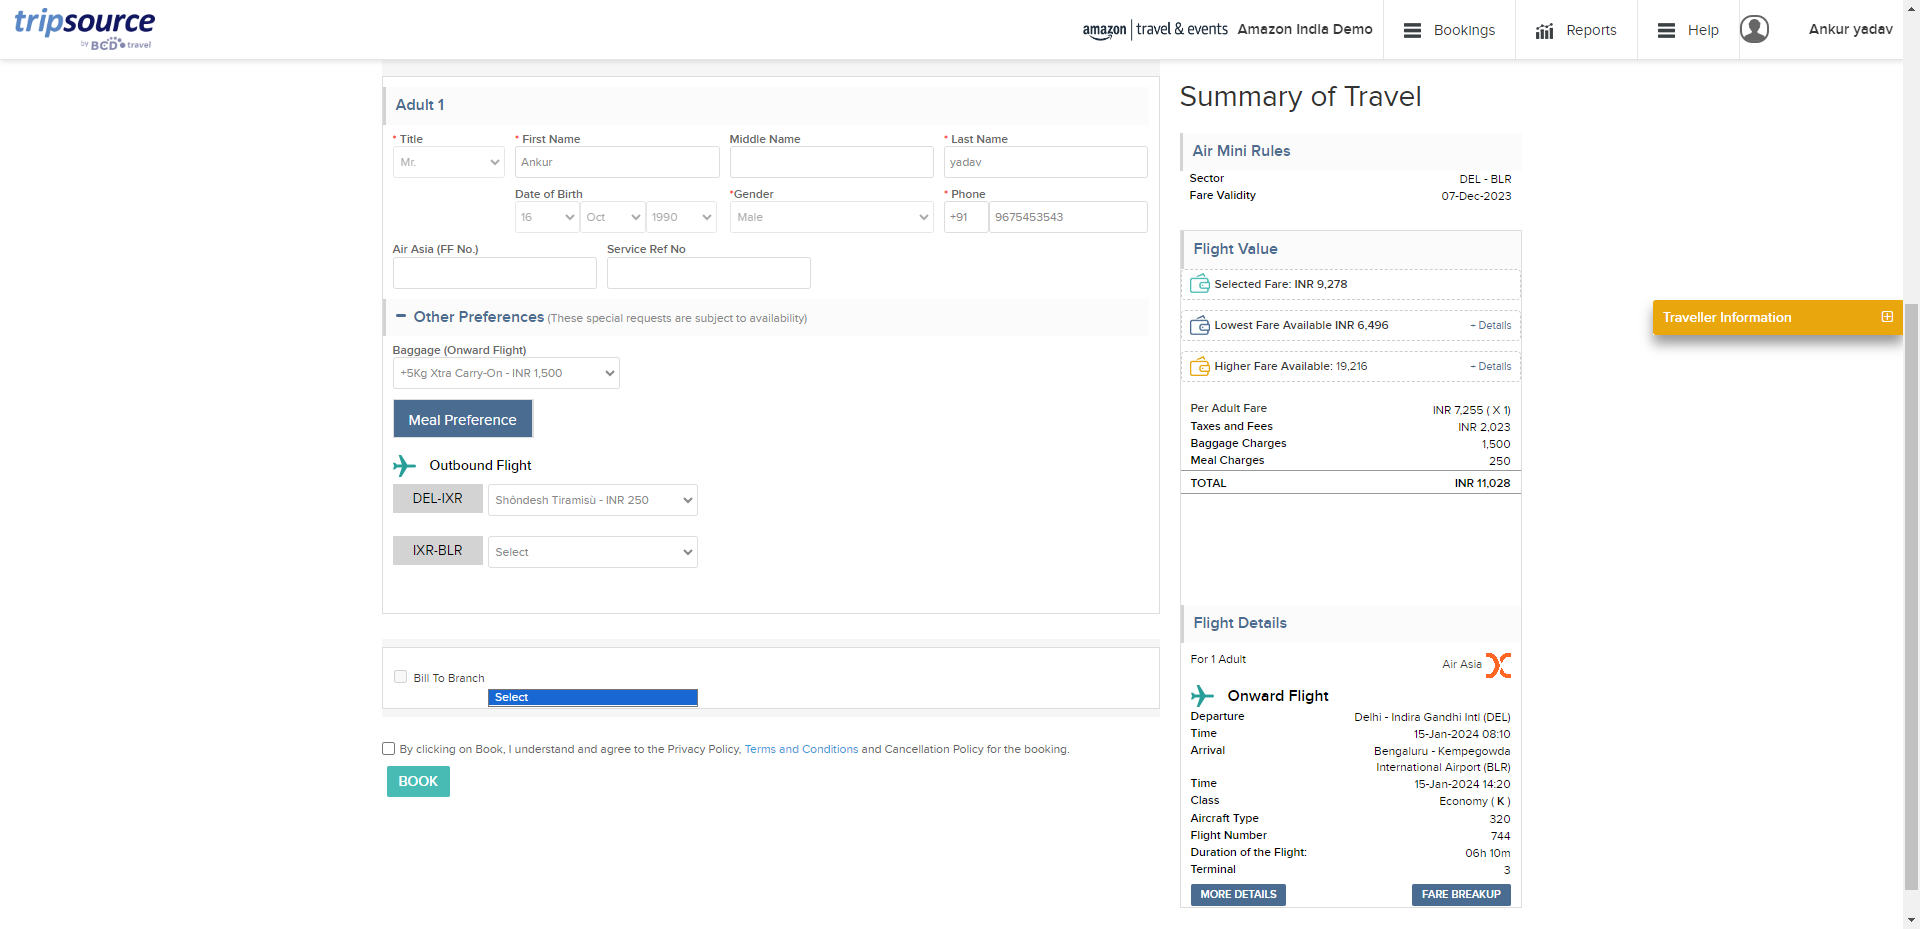 tripsource
by BCD travel
amazon travel & events Amazon India Demo
Bookings
Reports
Help
Ankur yadav
Adult 1
* Title
* First Name
Middle Name
* Last Name
Mr.
Ankur
yadav
Date of Birth
*Gender
* Phone
16
Oct
1990
Male
+91
9675453543
Air Asia (FF No.)
Service Ref No
Other Preferences (These special requests are subject to availability)
Baggage (Onward Flight)
+5Kg Xtra Carry-On - INR 1,500
Meal Preference
Outbound Flight
DEL-IXR
Shôndesh Tiramisù - INR 250
IXR-BLR
Select
Bill To Branch
Select
By clicking on Book, I understand and agree to the Privacy Policy, Terms and Conditions and Cancellation Policy for the booking.
BOOK
Summary of Travel
Air Mini Rules
Sector DEL - BLR
Fare Validity 07-Dec-2023
Flight Value
Selected Fare: INR 9,278
Lowest Fare Available INR 6,496 + Details
Higher Fare Available: 19,216 + Details
Per Adult Fare INR 7,255 ( X 1)
Taxes and Fees INR 2,023
Baggage Charges 1,500
Meal Charges 250
TOTAL INR 11,028
Flight Details
For 1 Adult Air Asia
Onward Flight
Departure Delhi - Indira Gandhi Intl (DEL)
Time 15-Jan-2024 08:10
Arrival Bengaluru - Kempegowda
International Airport (BLR)
Time 15-Jan-2024 14:20
Class Economy ( K )
Aircraft Type 320
Flight Number 744
Duration of the Flight: 06h 10m
Terminal 3
MORE DETAILS FARE BREAKUP
Traveller Information